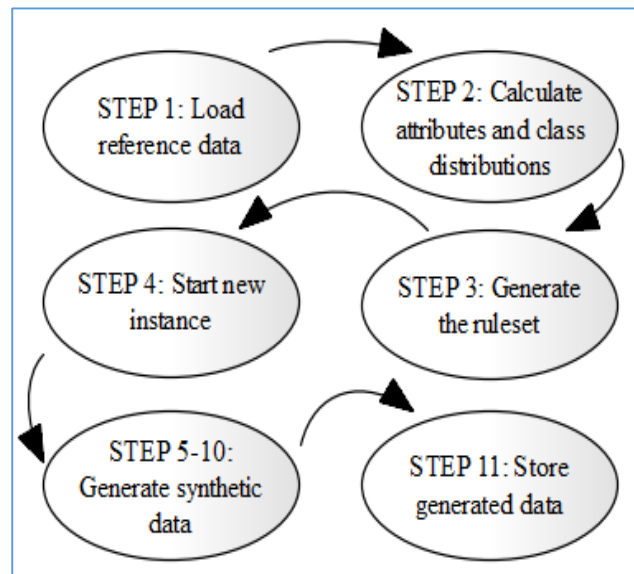 STEP 1: Load
reference data
STEP 2: Calculate
attributes and class
distributions
STEP 3: Generate
the ruleset
STEP 4: Start new
instance
STEP 5-10:
Generate synthetic
data
STEP 11: Store
generated data